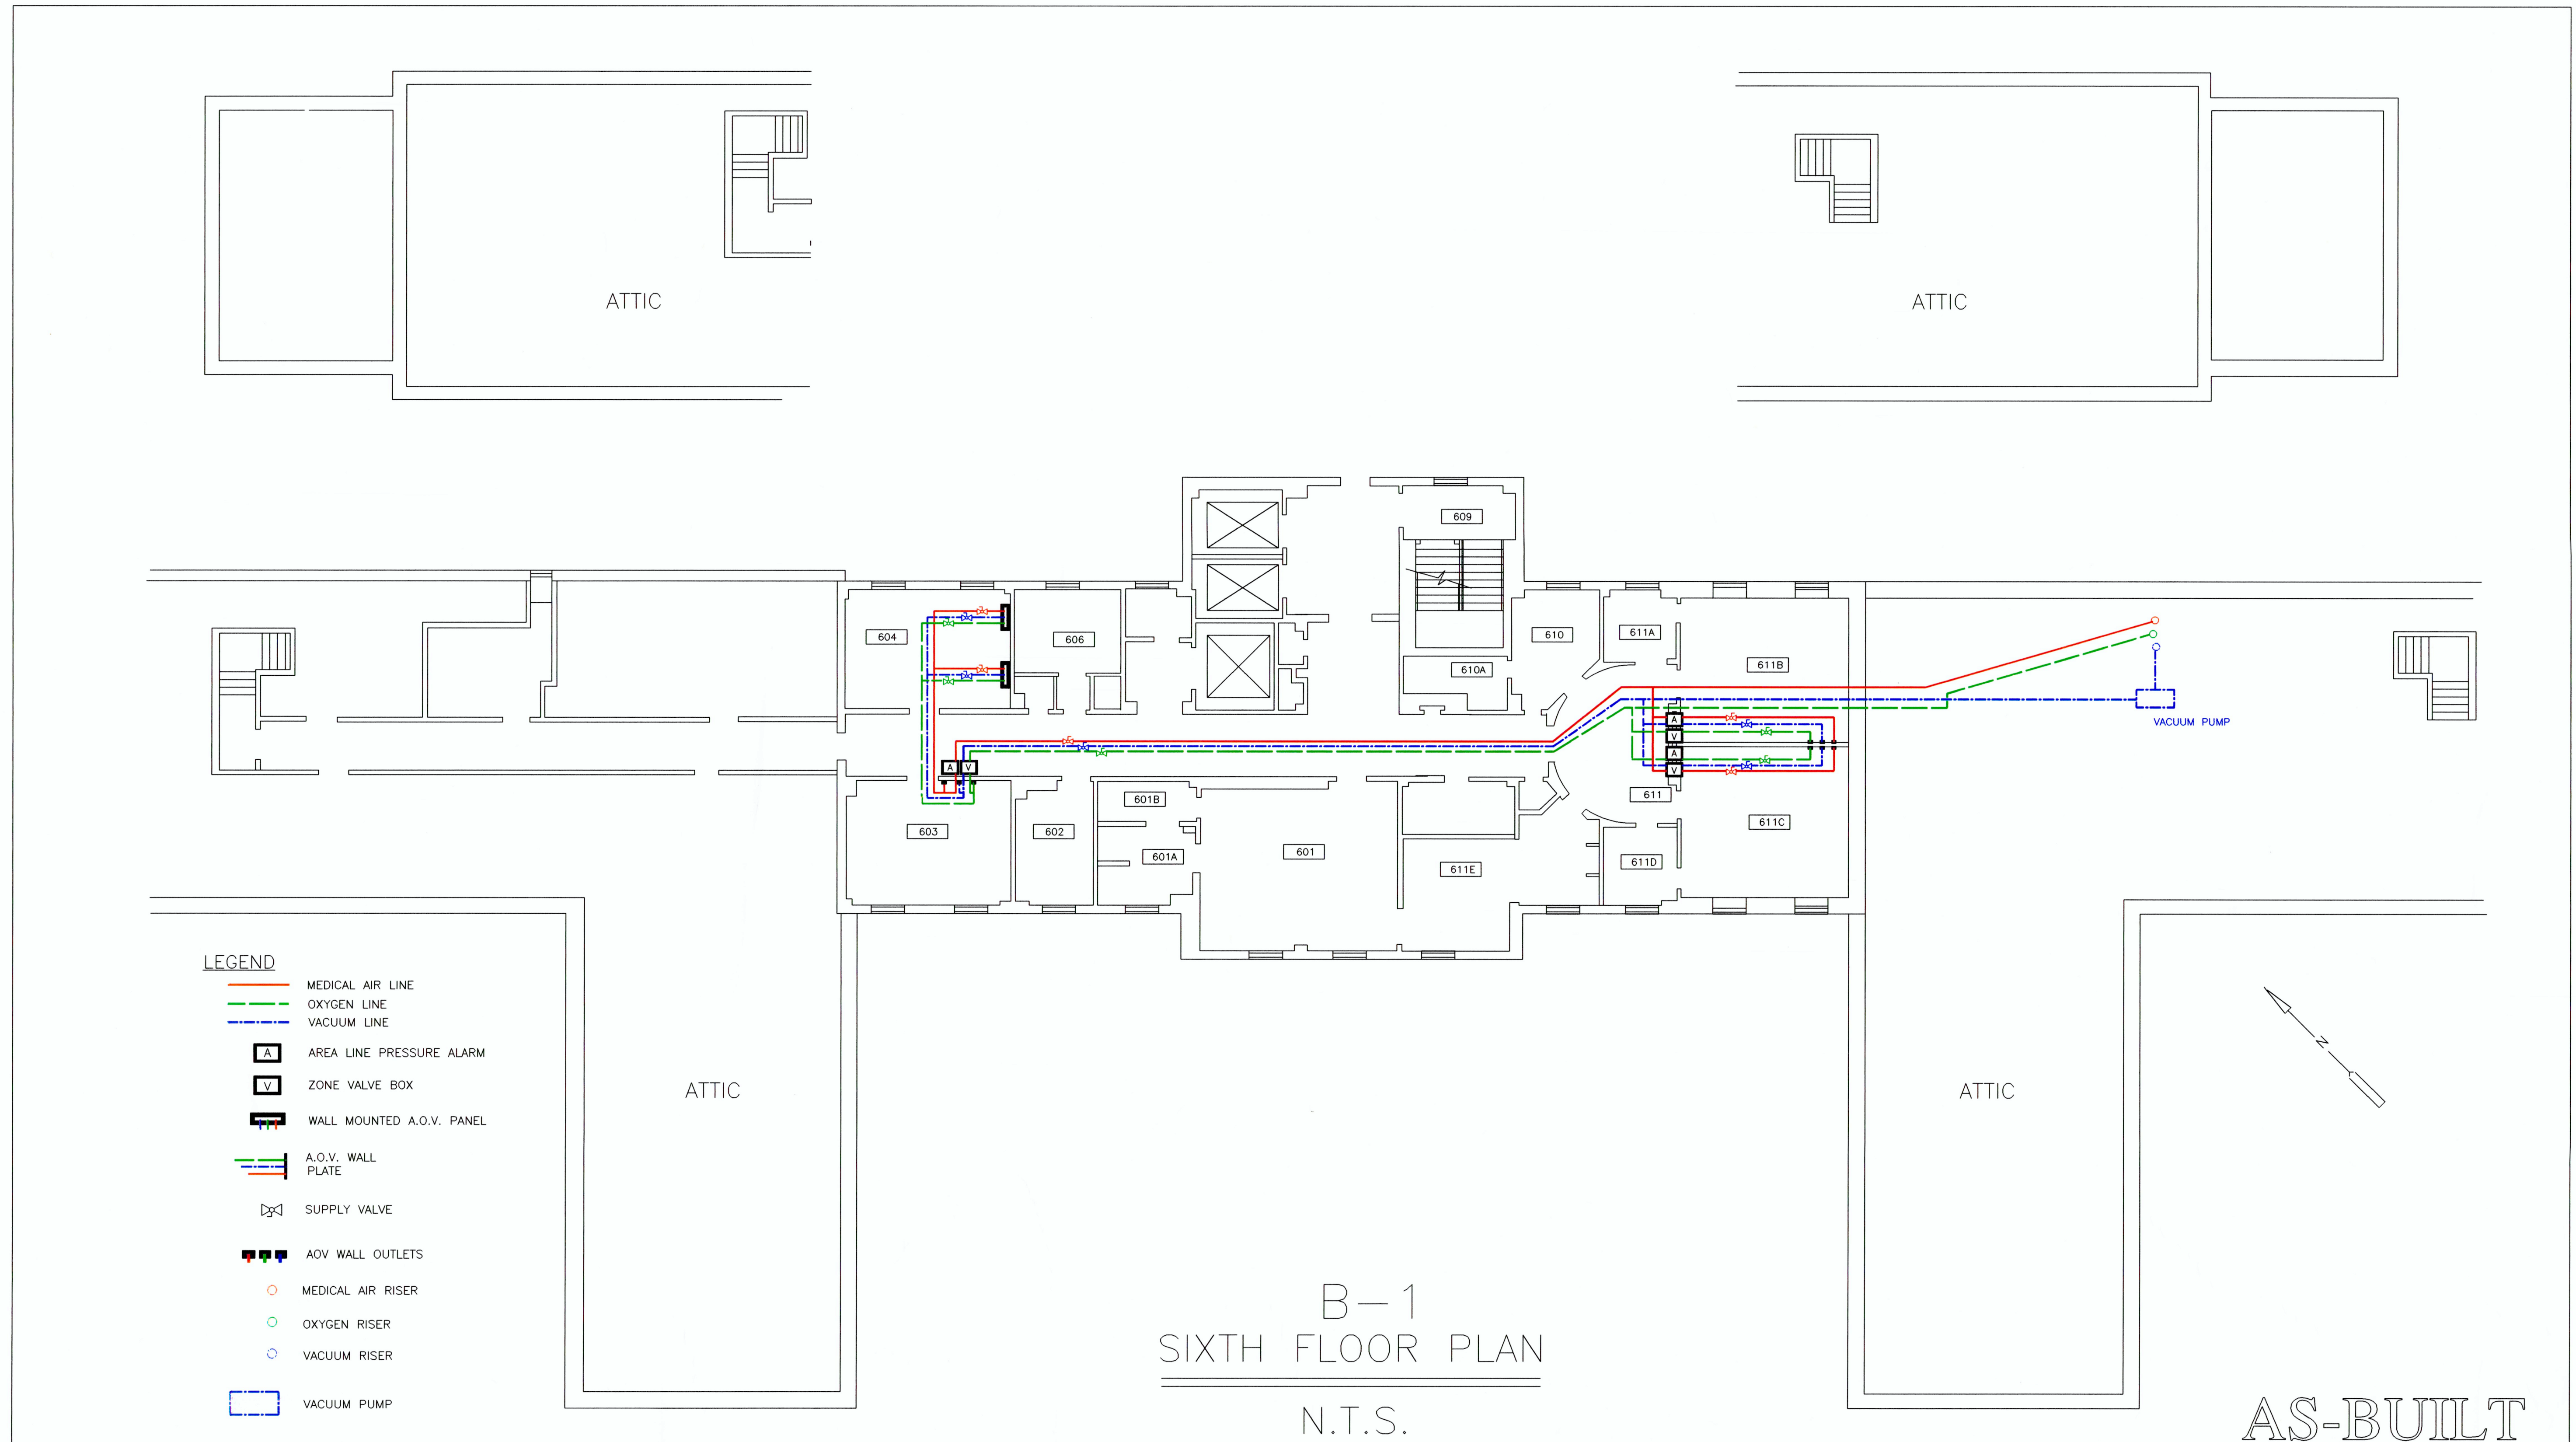 ATTIC
ATTIC
609
604
606
610
611A
610A
611B
VACUUM PUMP
A
V
A
V
A V
611
601B
603
602
601A
601
611E
611D
611C
LEGEND
MEDICAL AIR LINE
OXYGEN LINE
VACUUM LINE
A AREA LINE PRESSURE ALARM
V ZONE VALVE BOX
WALL MOUNTED A.O.V. PANEL
A.O.V. WALL
PLATE
SUPPLY VALVE
AOV WALL OUTLETS
MEDICAL AIR RISER
OXYGEN RISER
VACUUM RISER
VACUUM PUMP
ATTIC
ATTIC
N
B-1
SIXTH FLOOR PLAN
N.T.S.
AS-BUILT